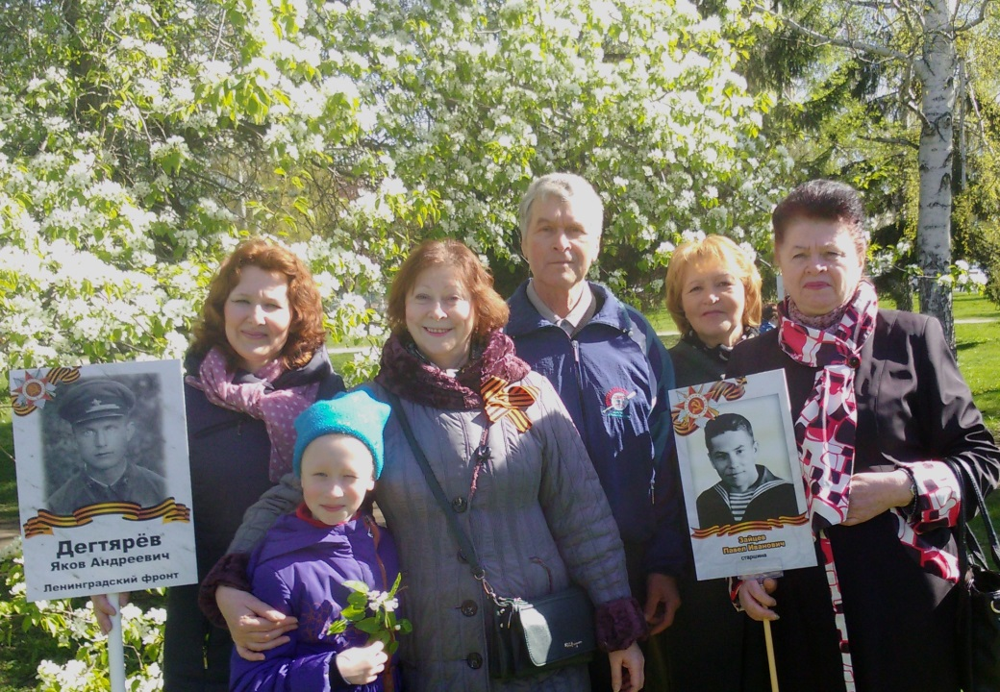 Дегтярёв
Яков Андреевич
Ленинградский фронт
Зайцев
Павел Иванович
старшина